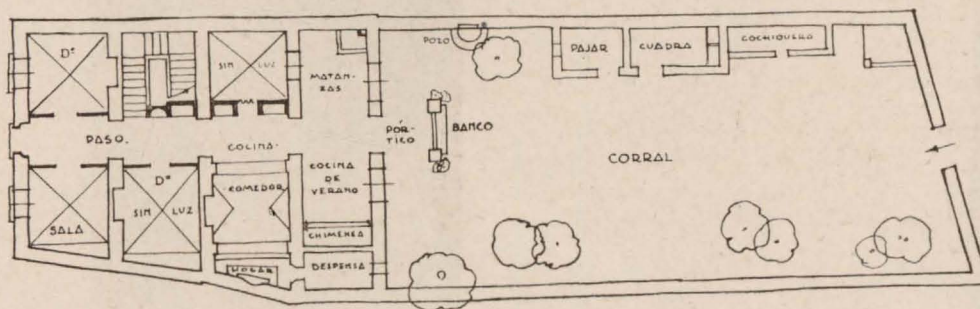 Dº
SIN LUZ
MATAN-
ZAS
POZO
PAJAR
CUADRA
COCHIQUERA
PASO.
COCINA.
PÓR-
TICO
BANCO
CORRAL
Dº
SIN LUZ
SALA
COMEDOR
COCINA
DE
VERANO
CHIMENEA
HOGAR
DESPENSA